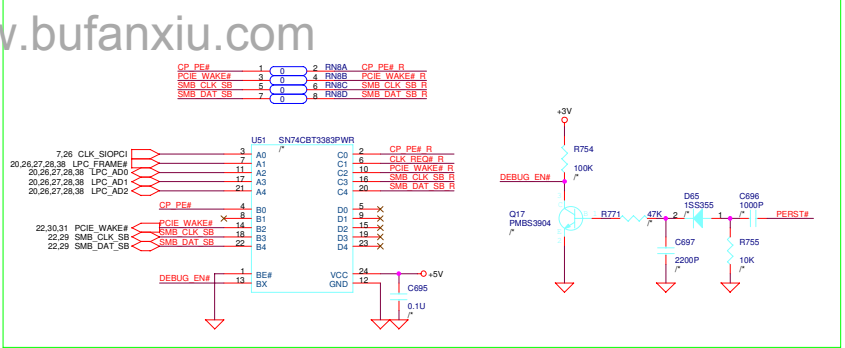 w.bufanxiu.com
CP_PE# 1 0 2 RN8A CP_PE#_R
PCIE_WAKE# 3 0 4 RN8B PCIE_WAKE#_R
SMB_CLK_SB 5 0 6 RN8C SMB_CLK_SB_R
SMB_DAT_SB 7 0 8 RN8D SMB_DAT_SB_R
U51 SN74CBT3383PWR
/*
7,26 CLK_SIOPCI 3 A0 C0 2 CP_PE#_R
20,26,27,28,38 LPC_FRAME# 7 A1 C1 6 CLK_REQ#_R
20,26,27,28,38 LPC_AD0 11 A2 C2 10 PCIE_WAKE#_R
20,26,27,28,38 LPC_AD1 17 A3 C3 16 SMB_CLK_SB_R
20,26,27,28,38 LPC_AD2 21 A4 C4 20 SMB_DAT_SB_R
CP_PE# 4 B0 D0 5
8 B1 D1 9
22,30,31 PCIE_WAKE# PCIE_WAKE# 14 B2 D2 15
22,29 SMB_CLK_SB SMB_CLK_SB 18 B3 D3 19
22,29 SMB_DAT_SB SMB_DAT_SB 22 B4 D4 23
1 BE# VCC 24 +5V
DEBUG_EN# 13 BX GND 12
C695
0.1U
/*
+3V
R754
100K
/*
DEBUG_EN#
Q17
PMBS3904
/*
R771 47K
/*
2 D65 1
1SS355
/*
C696
1000P
/*
PERST#
C697
2200P
/*
R755
10K
/*